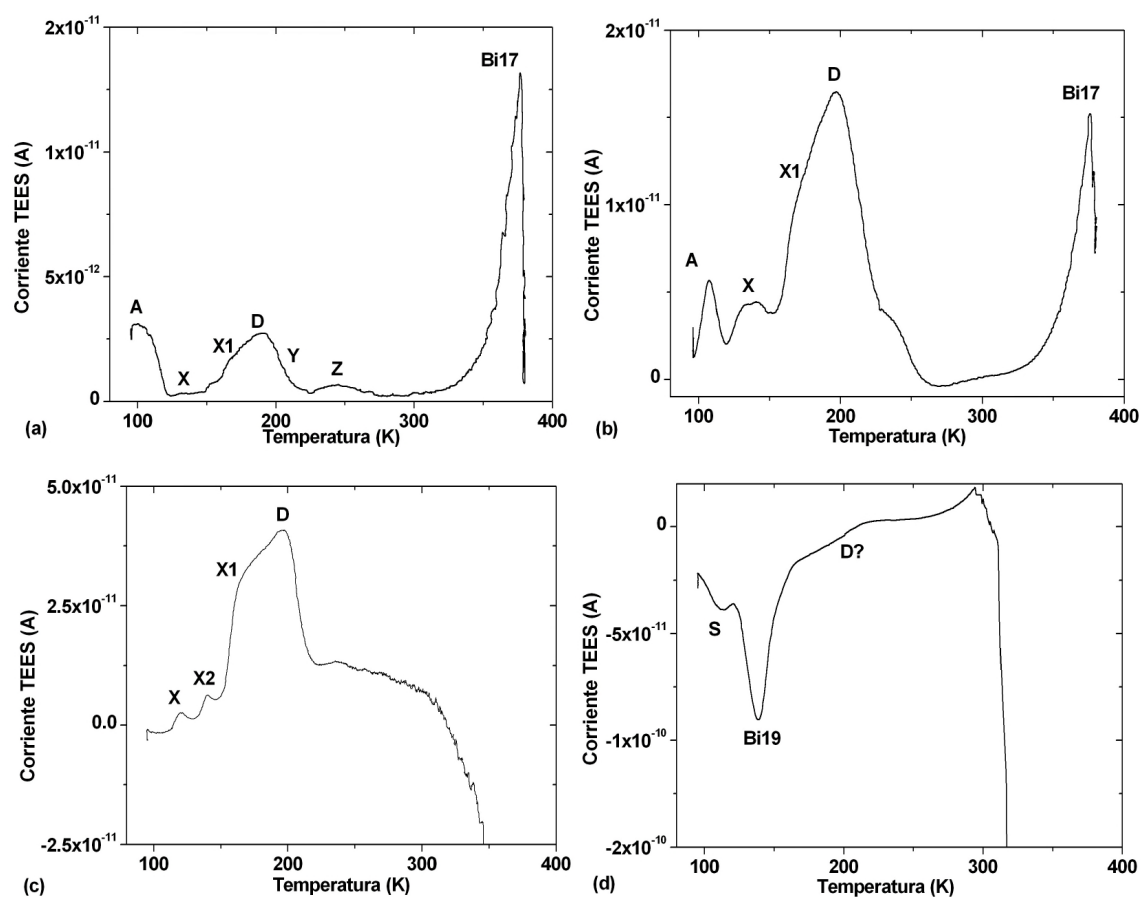 2x10-11
Bi17
Corriente TEES (A)
1x10-11
5x10-12
A
X
X1
D
Y
Z
0
100
200
300
400
(a)
Temperatura (K)
2x10-11
D
Bi17
X1
Corriente TEES (A)
1x10-11
A
X
0
100
200
300
400
(b)
Temperatura (K)
5.0x10-11
D
X1
2.5x10-11
Corriente TEES (A)
X
X2
0.0
-2.5x10-11
100
200
300
400
(c)
Temperatura (K)
0
D?
S
-5x10-11
Corriente TEES (A)
Bi19
-1x10-10
-2x10-10
100
200
300
400
(d)
Temperatura (K)